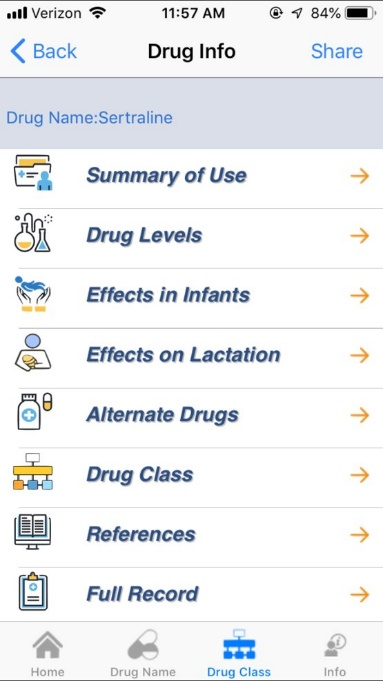 Verizon 11:57 AM 84%
Back Drug Info Share
Drug Name:Sertraline
Summary of Use
Drug Levels
Effects in Infants
Effects on Lactation
Alternate Drugs
Drug Class
References
Full Record
Home Drug Name Drug Class Info